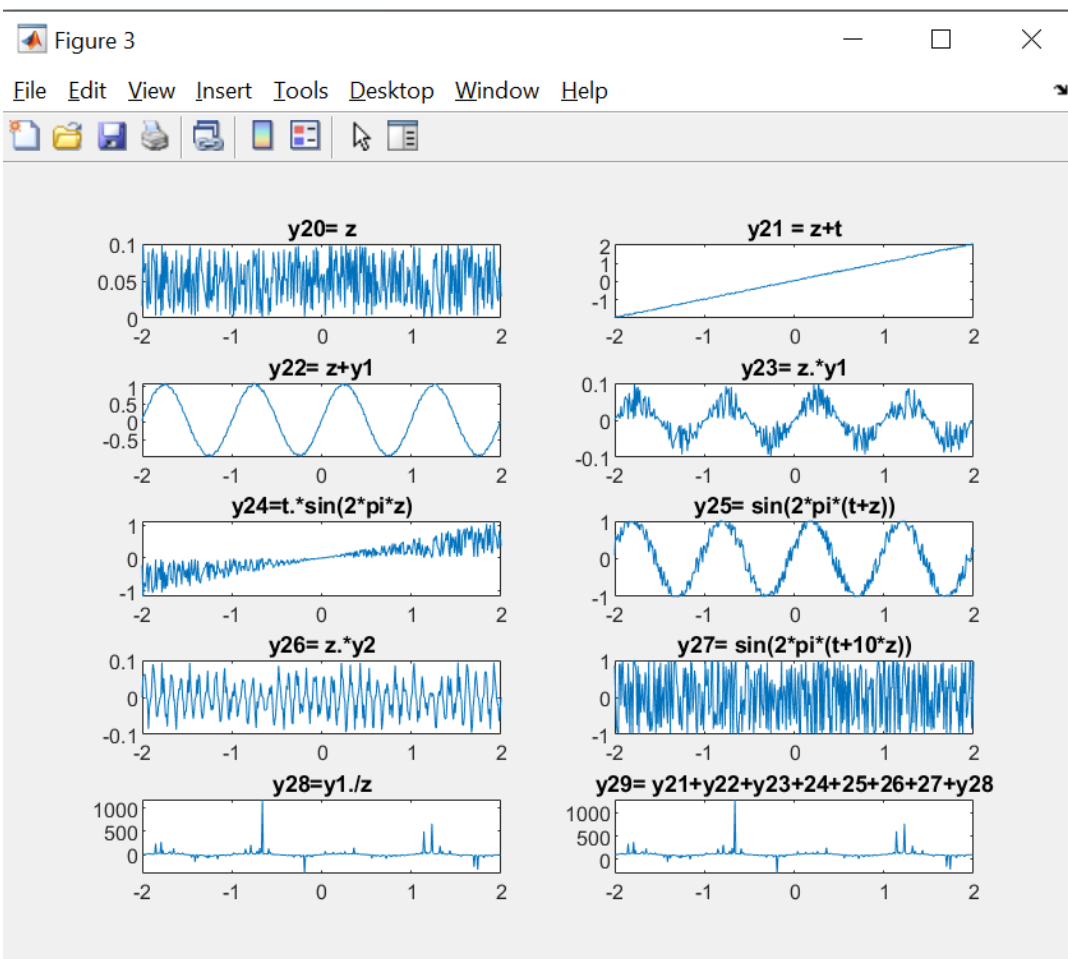 Figure 3
File Edit View Insert Tools Desktop Window Help
y20= z
0.1
0.05
0
-2 -1 0 1 2
y21 = z+t
2
1
0
-1
-2 -1 0 1 2
y22= z+y1
1
0.5
0
-0.5
-2 -1 0 1 2
y23= z.*y1
0.1
0
-0.1
-2 -1 0 1 2
y24=t.*sin(2*pi*z)
1
0
-1
-2 -1 0 1 2
y25= sin(2*pi*(t+z))
1
0
-1
-2 -1 0 1 2
y26= z.*y2
0.1
0
-0.1
-2 -1 0 1 2
y27= sin(2*pi*(t+10*z))
1
0
-1
-2 -1 0 1 2
y28=y1./z
1000
500
0
-2 -1 0 1 2
y29= y21+y22+y23+24+25+26+27+y28
1000
500
0
-2 -1 0 1 2